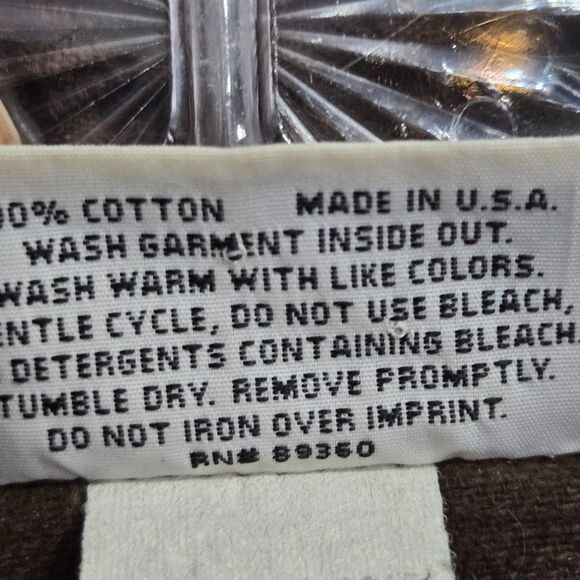 00% COTTON MADE IN U.S.A.
WASH GARMENT INSIDE OUT.
WASH WARM WITH LIKE COLORS.
ENTLE CYCLE, DO NOT USE BLEACH,
DETERGENTS CONTAINING BLEACH.
TUMBLE DRY. REMOVE PROMPTLY.
DO NOT IRON OVER IMPRINT.
RN# 89360